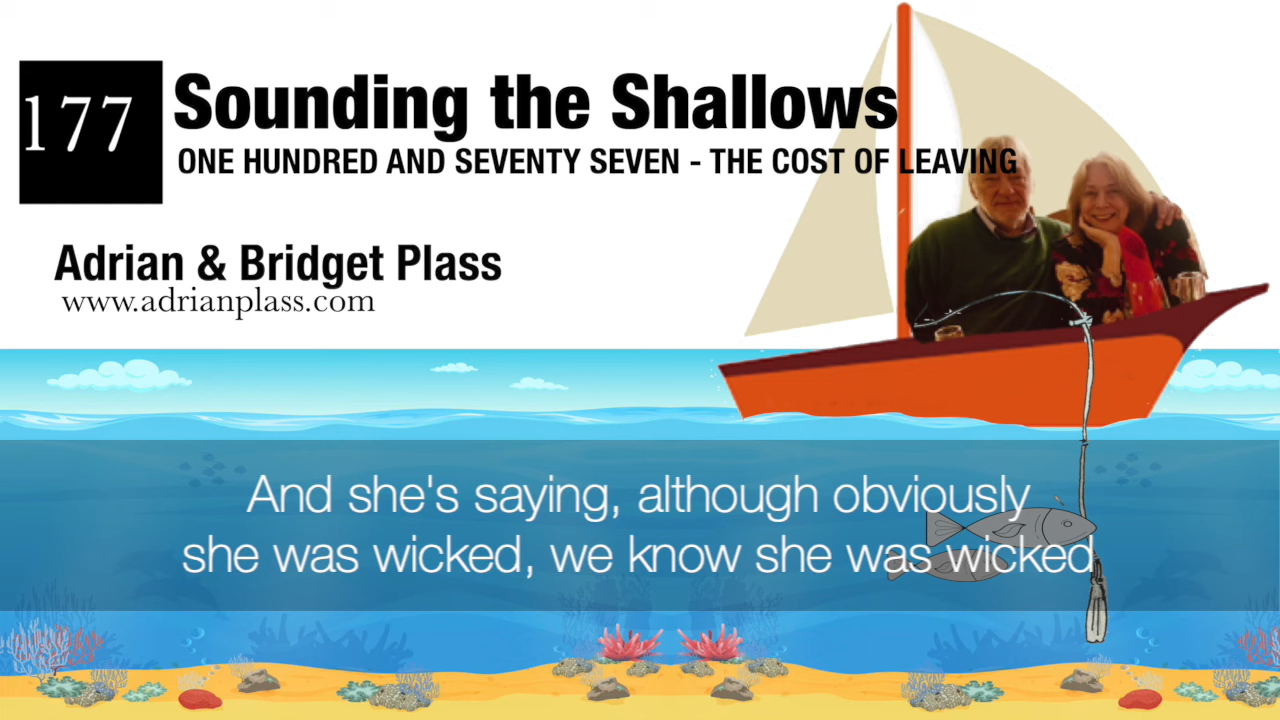 177
Sounding the Shallows
ONE HUNDRED AND SEVENTY SEVEN - THE COST OF LEAVING
Adrian & Bridget Plass
www.adrianplass.com
And she's saying, although obviously
she was wicked, we know she was wicked